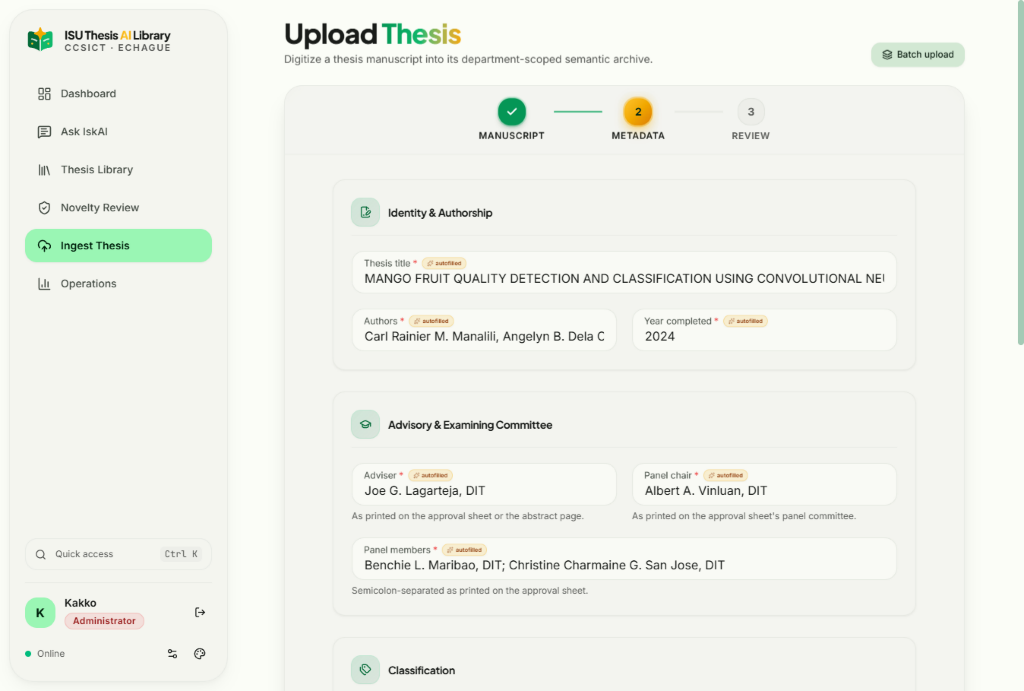 ISU Thesis AI Library
CCSICT · ECHAGUE
Dashboard
Ask IskAI
Thesis Library
Novelty Review
Ingest Thesis
Operations
Quick access
Ctrl K
K
Kakko
Administrator
Online
Upload Thesis
Digitize a thesis manuscript into its department-scoped semantic archive.
Batch upload
MANUSCRIPT
2
METADATA
3
REVIEW
Identity & Authorship
Thesis title * autofilled
MANGO FRUIT QUALITY DETECTION AND CLASSIFICATION USING CONVOLUTIONAL
Authors * autofilled
Carl Rainier M. Manalili, Angelyn B. Dela
Year completed * autofilled
2024
Advisory & Examining Committee
Adviser * autofilled
Joe G. Lagarteja, DIT
As printed on the approval sheet or the abstract page.
Panel chair * autofilled
Albert A. Vinluan, DIT
As printed on the approval sheet's panel committee.
Panel members * autofilled
Benchie L. Maribao, DIT; Christine Charmaine G. San Jose, DIT
Semicolon-separated as printed on the approval sheet.
Classification